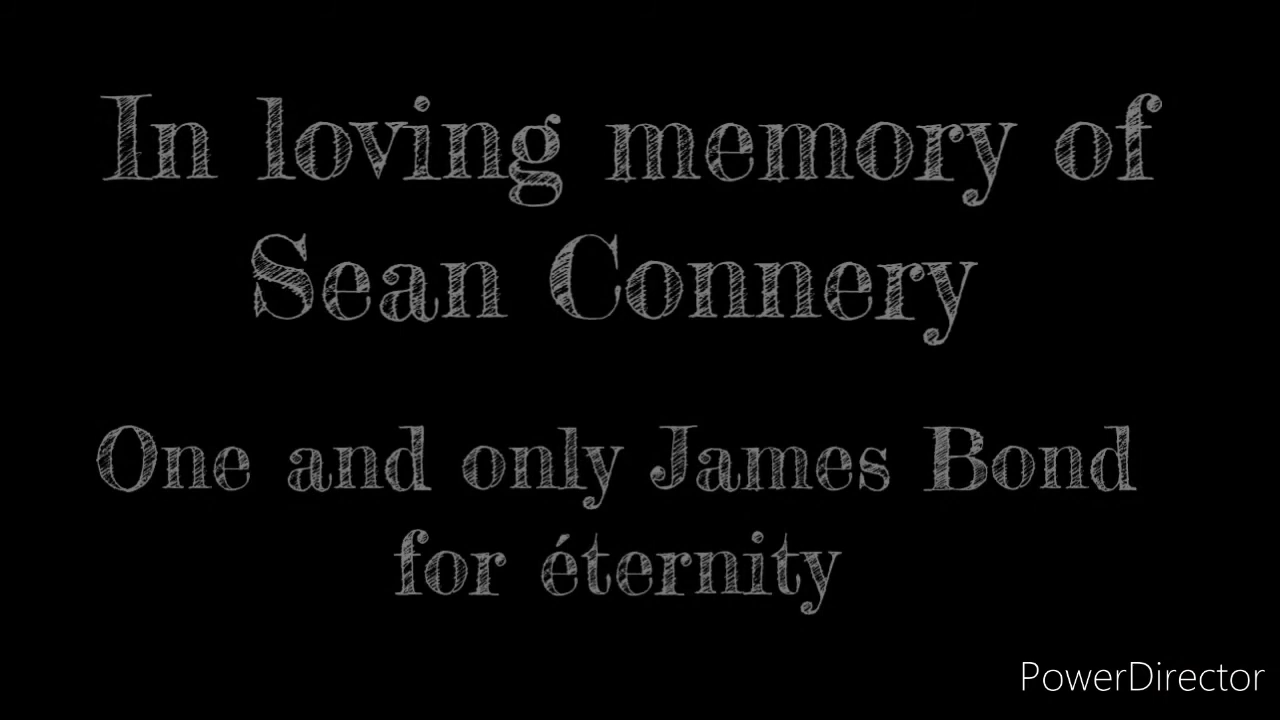 In loving memory of
Sean Connery
One and only James Bond
for éternity
PowerDirector